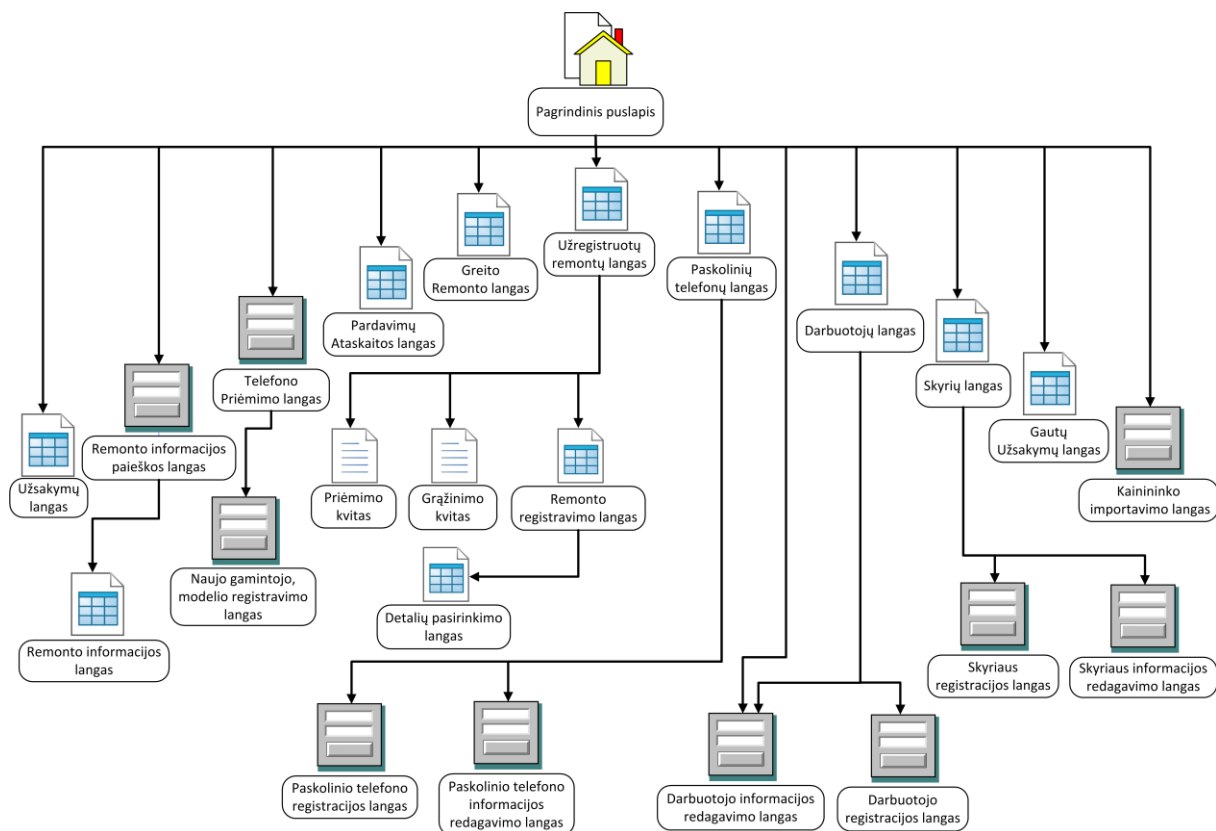 Pagrindinis puslapis
Užregistruotų
remontų langas
Greito
Remonto langas
Paskolinių
telefonų langas
Pardavimų
Ataskaitos langas
Darbuotojų langas
Telefono
Priėmimo langas
Skyrių langas
Remonto informacijos
paieškos langas
Gautų
Užsakymų langas
Užsakymų
langas
Priėmimo
kvitas
Grąžinimo
kvitas
Remonto
registravimo langas
Kainininko
importavimo langas
Naujo gamintojo,
modelio registravimo
langas
Detalių pasirinkimo
langas
Remonto informacijos
langas
Skyriaus
registracijos langas
Skyriaus informacijos
redagavimo langas
Paskolinio telefono
registracijos langas
Paskolinio telefono
informacijos
redagavimo langas
Darbuotojo informacijos
redagavimo langas
Darbuotojo
registracijos langas